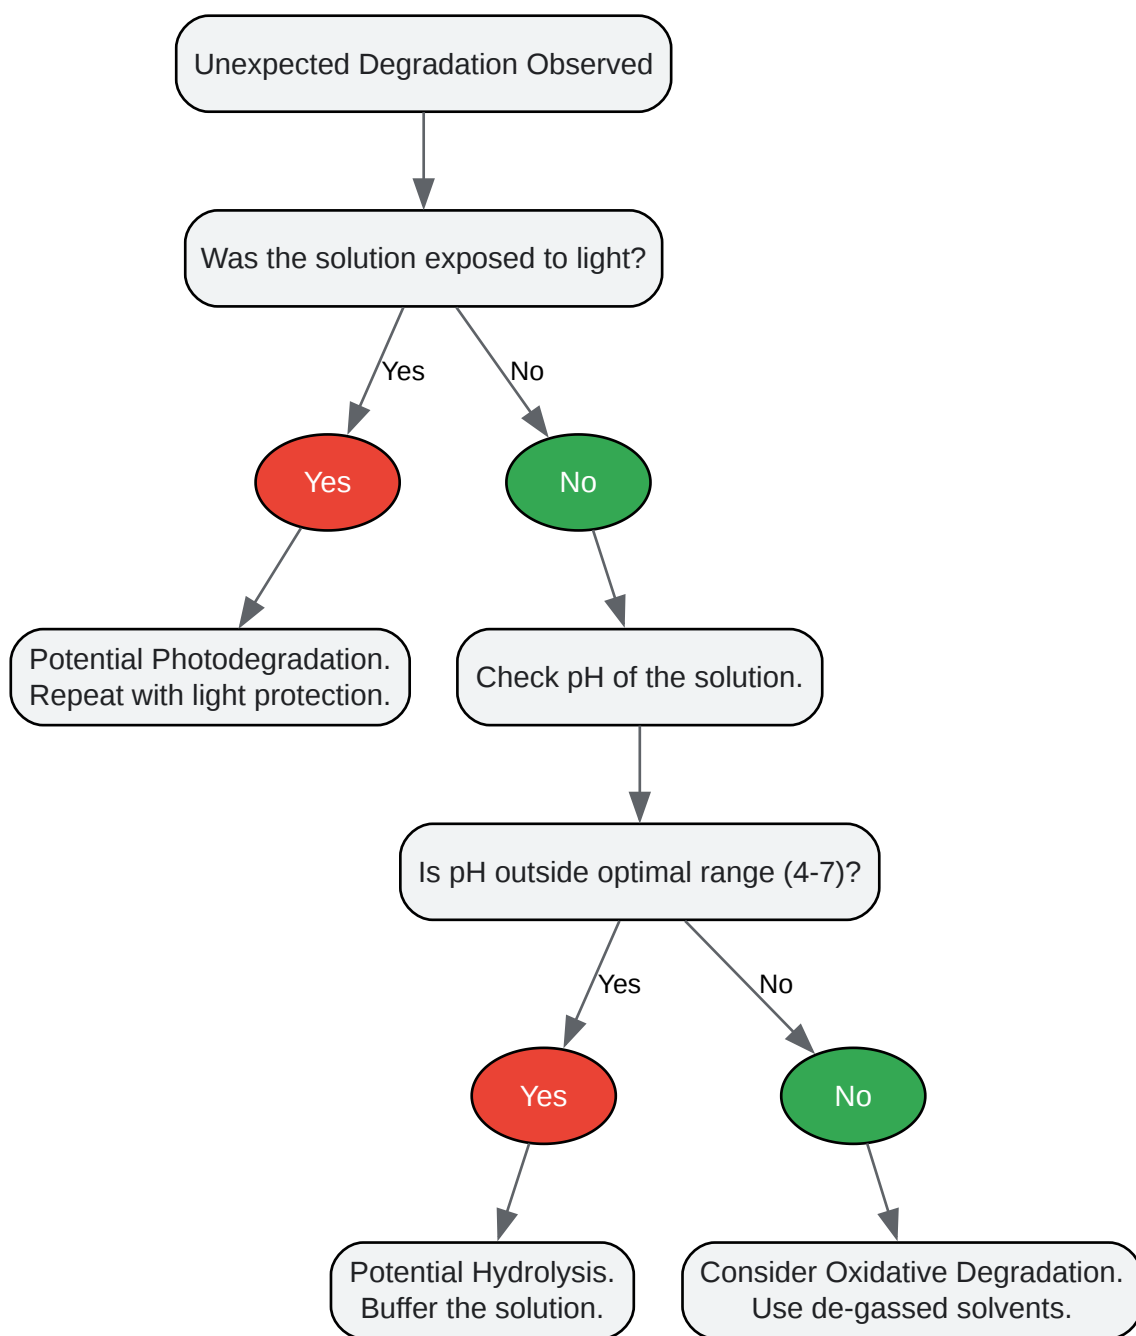 Unexpected Degradation Observed
Was the solution exposed to light?
Yes
No
Yes
No
Potential Photodegradation.
Repeat with light protection.
Check pH of the solution.
Is pH outside optimal range (4-7)?
Yes
No
Yes
No
Potential Hydrolysis.
Buffer the solution.
Consider Oxidative Degradation.
Use de-gassed solvents.